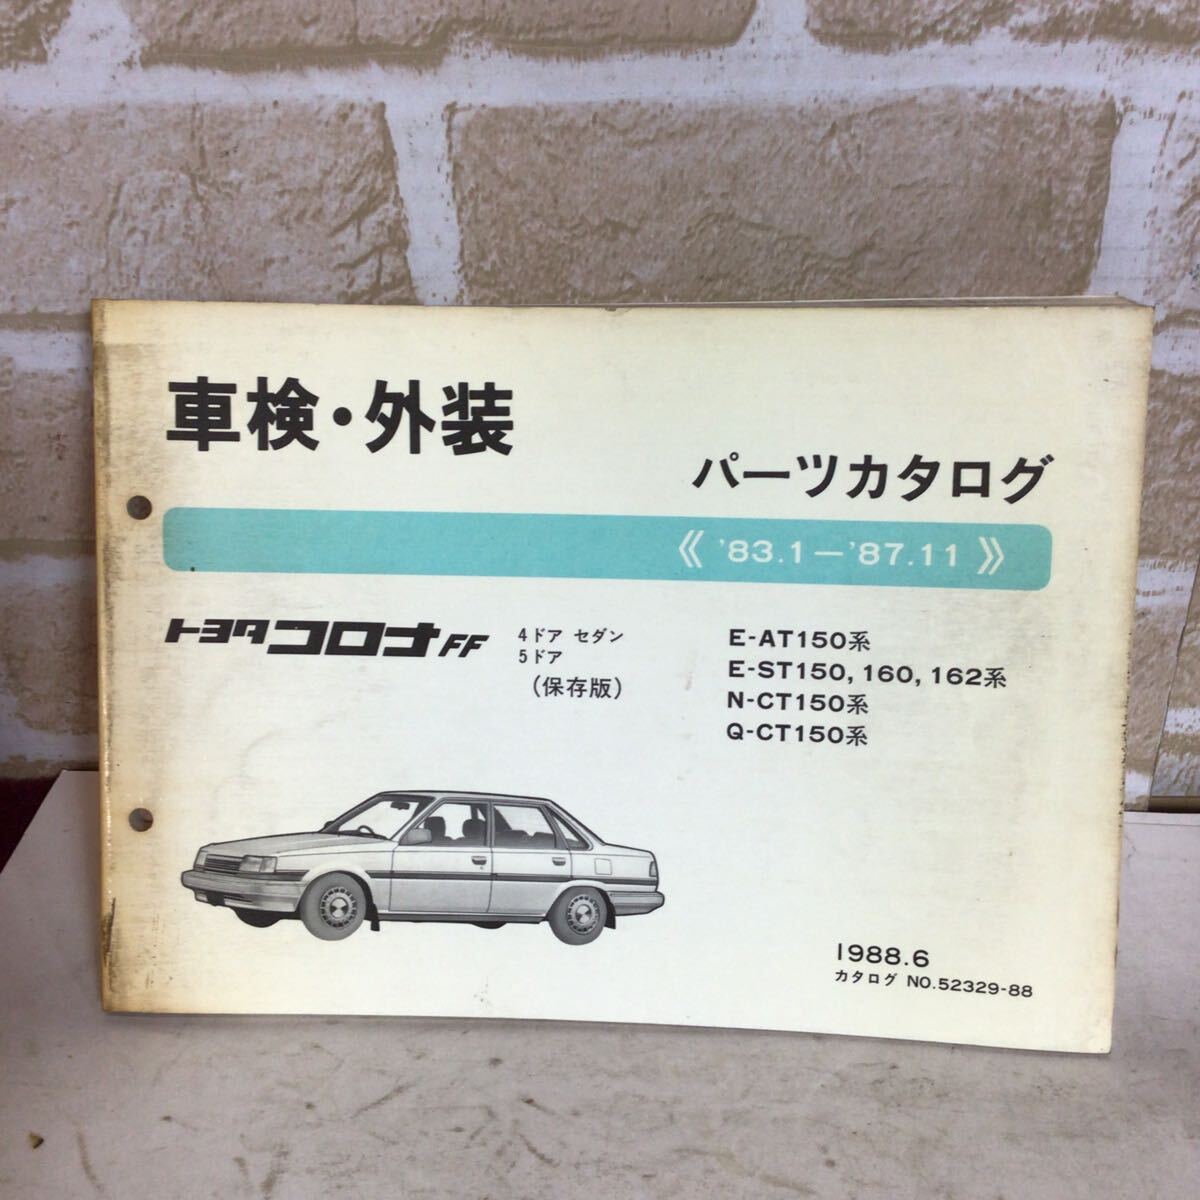 車検・外装
パーツカタログ
《 '83.1－'87.11 》
トヨタ コロナFF
4ドア セダン
5ドア
(保存版)
E-AT150系
E-ST150, 160, 162系
N-CT150系
Q-CT150系
1988.6
カタログ NO.52329-88